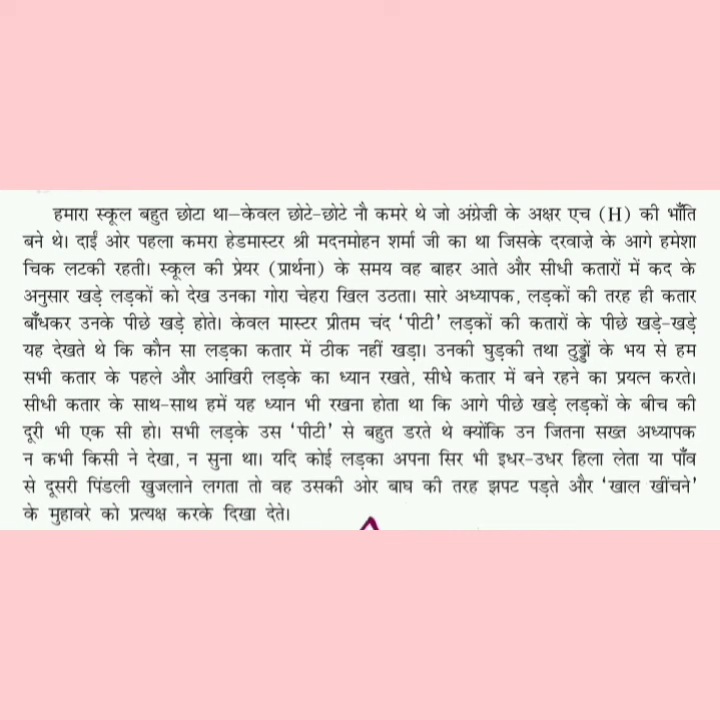 हमारा स्कूल बहुत छोटा था—केवल छोटे-छोटे नौ कमरे थे जो अंग्रेज़ी के अक्षर एच (H) की भाँति
बने थे। दाईं ओर पहला कमरा हेडमास्टर श्री मदनमोहन शर्मा जी का था जिसके दरवाज़े के आगे हमेशा
चिक लटकी रहती। स्कूल की प्रेयर (प्रार्थना) के समय वह बाहर आते और सीधी कतारों में कद के
अनुसार खड़े लड़कों को देख उनका गोरा चेहरा खिल उठता। सारे अध्यापक, लड़कों की तरह ही कतार
बाँधकर उनके पीछे खड़े होते। केवल मास्टर प्रीतम चंद ‘पीटी’ लड़कों की कतारों के पीछे खड़े-खड़े
यह देखते थे कि कौन सा लड़का कतार में ठीक नहीं खड़ा। उनकी घुड़की तथा ठुड्डों के भय से हम
सभी कतार के पहले और आखिरी लड़के का ध्यान रखते, सीधे कतार में बने रहने का प्रयत्न करते।
सीधी कतार के साथ-साथ हमें यह ध्यान भी रखना होता था कि आगे पीछे खड़े लड़कों के बीच की
दूरी भी एक सी हो। सभी लड़के उस ‘पीटी’ से बहुत डरते थे क्योंकि उन जितना सख्त अध्यापक
न कभी किसी ने देखा, न सुना था। यदि कोई लड़का अपना सिर भी इधर-उधर हिला लेता या पाँव
से दूसरी पिंडली खुजलाने लगता तो वह उसकी ओर बाघ की तरह झपट पड़ते और ‘खाल खींचने’
के मुहावरे को प्रत्यक्ष करके दिखा देते।